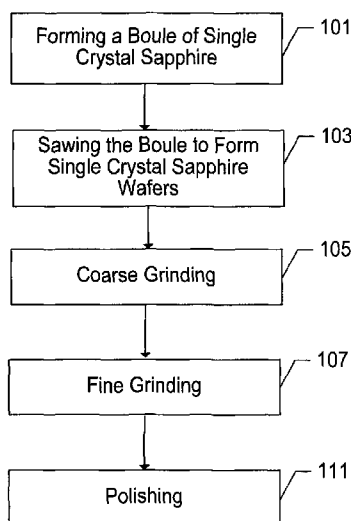 Forming a Boule of Single
Crystal Sapphire
101
Sawing the Boule to Form
Single Crystal Sapphire
Wafers
103
Coarse Grinding
105
Fine Grinding
107
Polishing
111